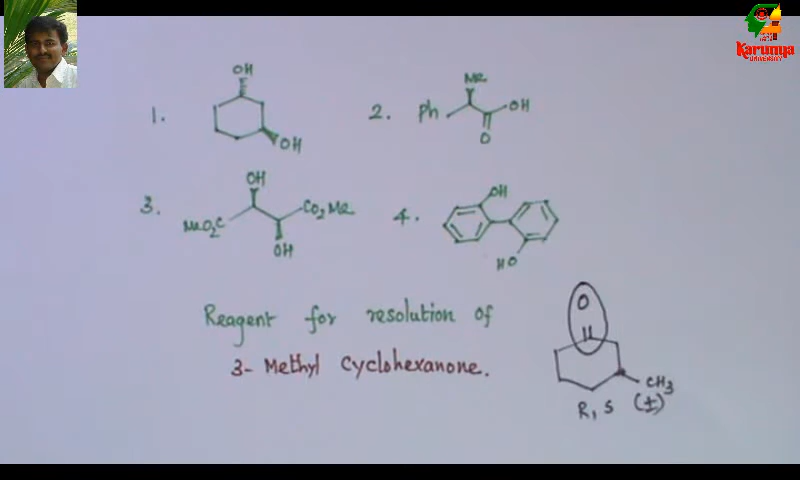 Karunya
UNIVERSITY
OH
1.
OH
2.
Me
Ph
OH
O
3.
OH
MeO₂C
CO₂Me
OH
4.
OH
HO
Reagent for resolution of
3- Methyl Cyclohexanone.
O
CH₃
R, S (±)